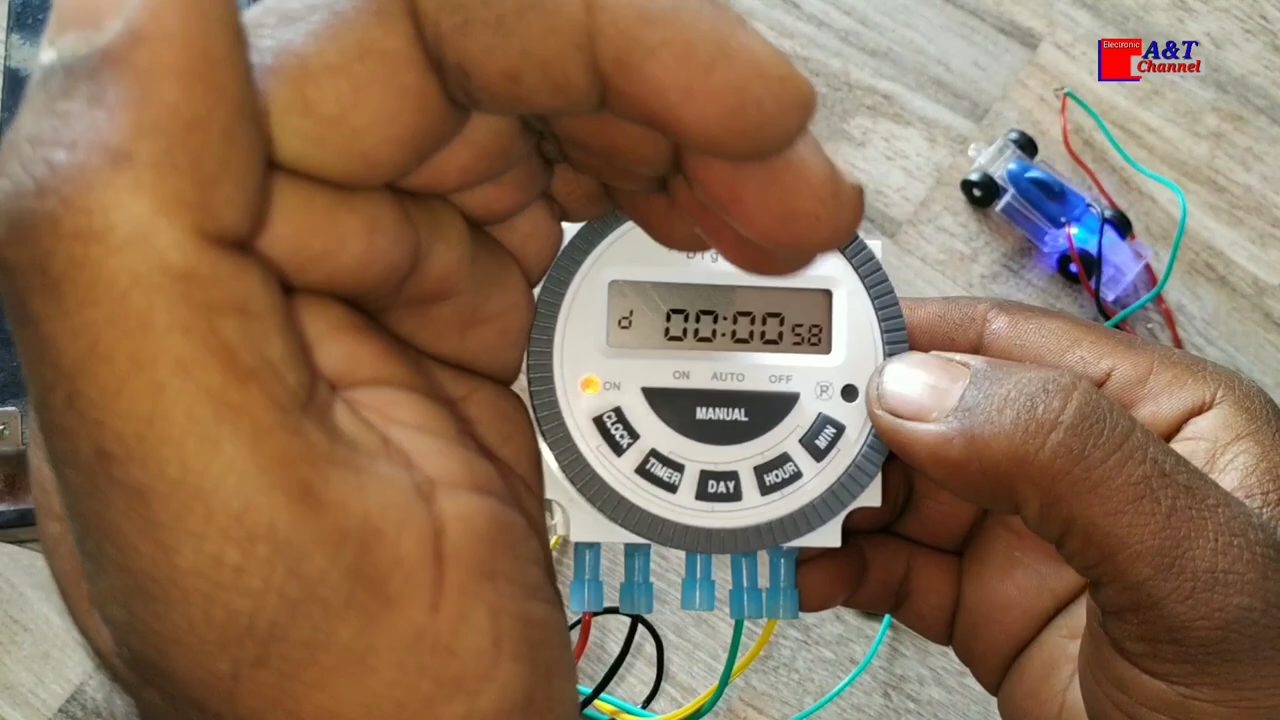 Electronic
A&T
Channel
d 00:00 58
ON
ON AUTO OFF
R
MANUAL
CLOCK
TIMER
DAY
HOUR
MIN